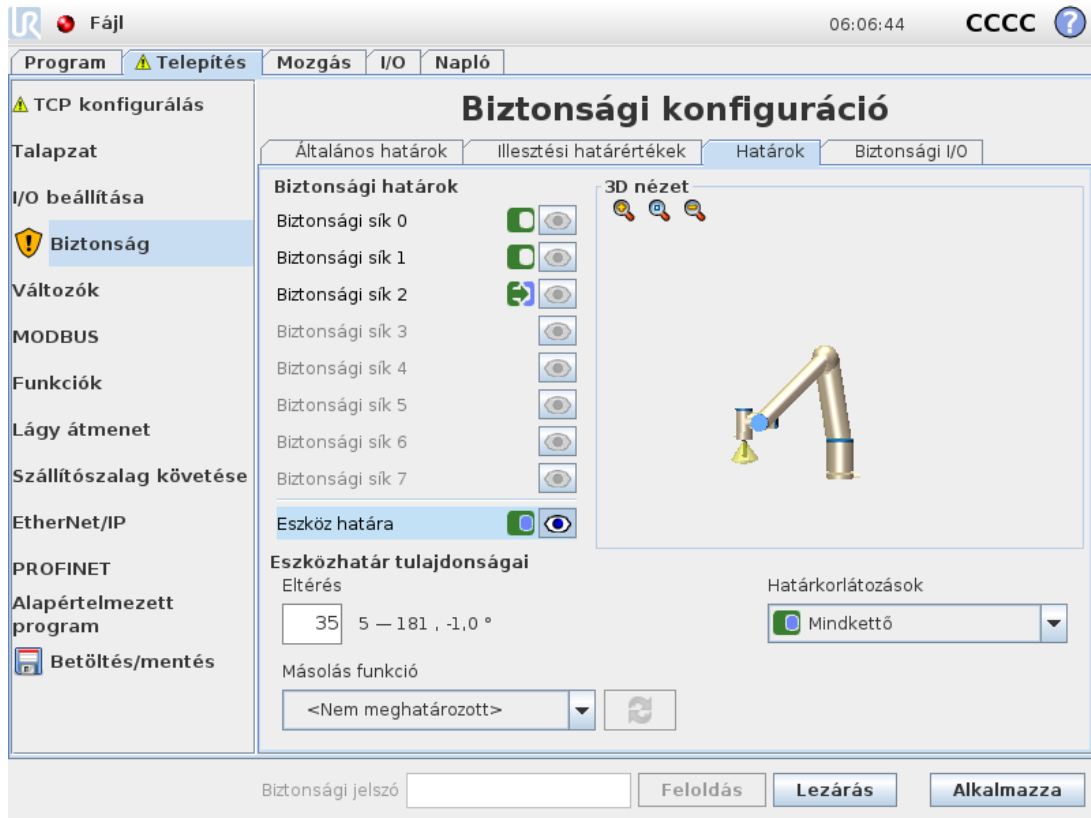 UR Fájl 06:06:44 CCCC ?
Program Telepítés Mozgás I/O Napló
TCP konfigurálás
Talapzat
I/O beállítása
Biztonság
Változók
MODBUS
Funkciók
Lágy átmenet
Szállítószalag követése
EtherNet/IP
PROFINET
Alapértelmezett
program
Betöltés/mentés
Biztonsági konfiguráció
Általános határok Illesztési határértékek Határok Biztonsági I/O
Biztonsági határok
Biztonsági sík 0
Biztonsági sík 1
Biztonsági sík 2
Biztonsági sík 3
Biztonsági sík 4
Biztonsági sík 5
Biztonsági sík 6
Biztonsági sík 7
Eszköz határa
3D nézet
Eszközhatár tulajdonságai
Eltérés
35 5 — 181 , -1,0 °
Határkorlátozások
Mindkettő
Másolás funkció
<Nem meghatározott>
Biztonsági jelszó Feloldás Lezárás Alkalmazza